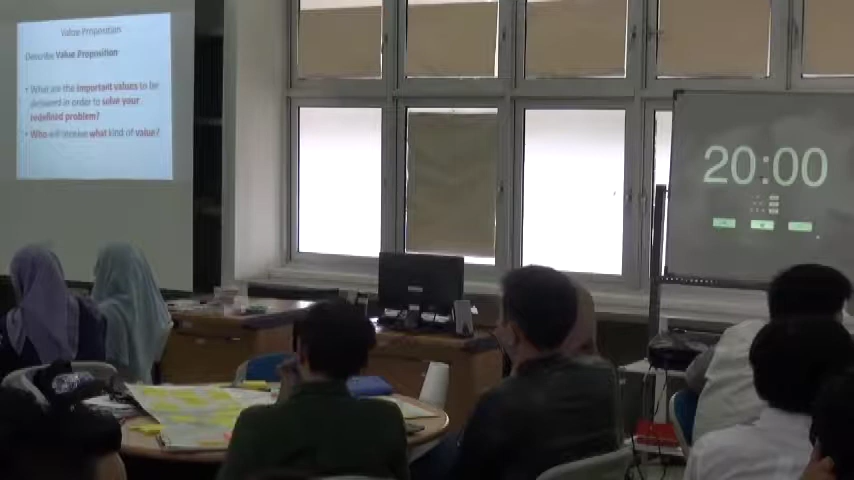 Value Proposition
Describe Value Proposition
• What are the important values to be
delivered in order to solve your
redefined problem?
• Who will receive what kind of value?
20:00